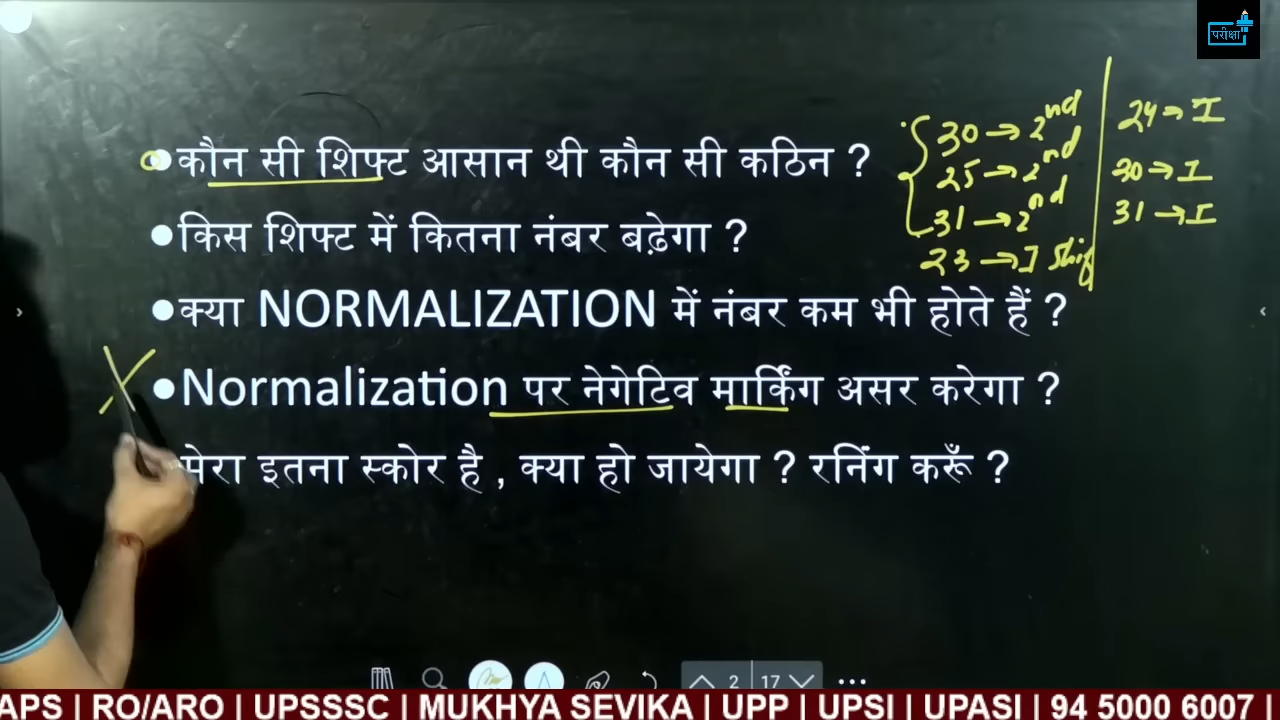 परीक्षा
कौन सी शिफ्ट आसान थी कौन सी कठिन ?
किस शिफ्ट में कितना नंबर बढ़ेगा ?
क्या NORMALIZATION में नंबर कम भी होते हैं ?
Normalization पर नेगेटिव मार्किंग असर करेगा ?
मेरा इतना स्कोर है , क्या हो जायेगा ? रनिंग करूँ ?
30 → 2nd
25 → 2nd
31 → 2nd
23 → I Shif
24 → I
30 → I
31 → I
2 17
APS | RO/ARO | UPSSSC | MUKHYA SEVIKA | UPP | UPSI | UPASI | 94 5000 6007 |